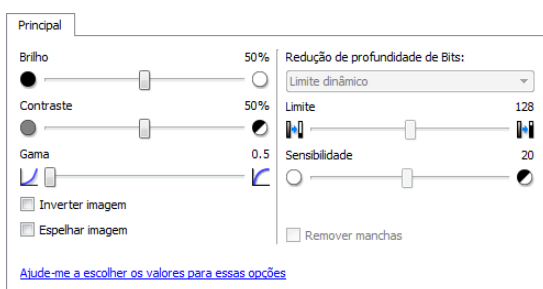 Principal
Brilho 50%
Contraste 50%
Gama 0.5
Inverter imagem
Espelhar imagem
Redução de profundidade de Bits:
Limite dinâmico
Limite 128
Sensibilidade 20
Remover manchas
Ajude-me a escolher os valores para essas opções